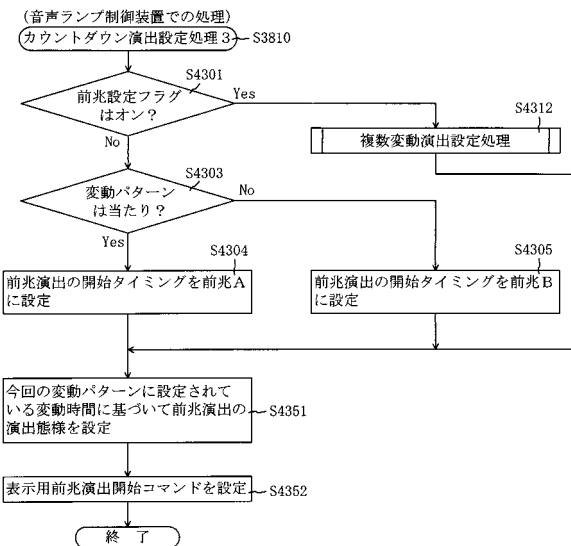 (音声ランプ制御装置での処理)
カウントダウン演出設定処理3
S3810
S4301
前兆設定フラグ
はオン?
Yes
No
S4312
複数変動演出設定処理
S4303
変動パターン
は当たり?
No
Yes
S4304
前兆演出の開始タイミングを前兆A
に設定
S4305
前兆演出の開始タイミングを前兆B
に設定
今回の変動パターンに設定されて
いる変動時間に基づいて前兆演出の
演出態様を設定
S4351
表示用前兆演出開始コマンドを設定
S4352
終 了